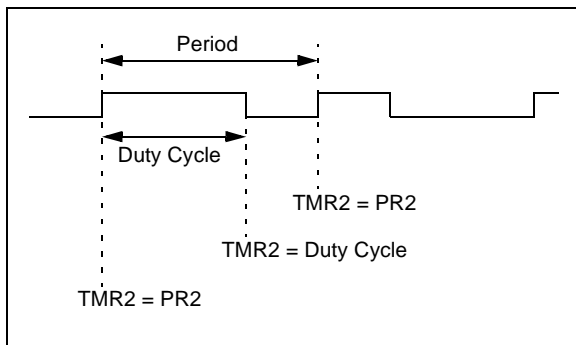 Period
Duty Cycle
TMR2 = PR2
TMR2 = Duty Cycle
TMR2 = PR2